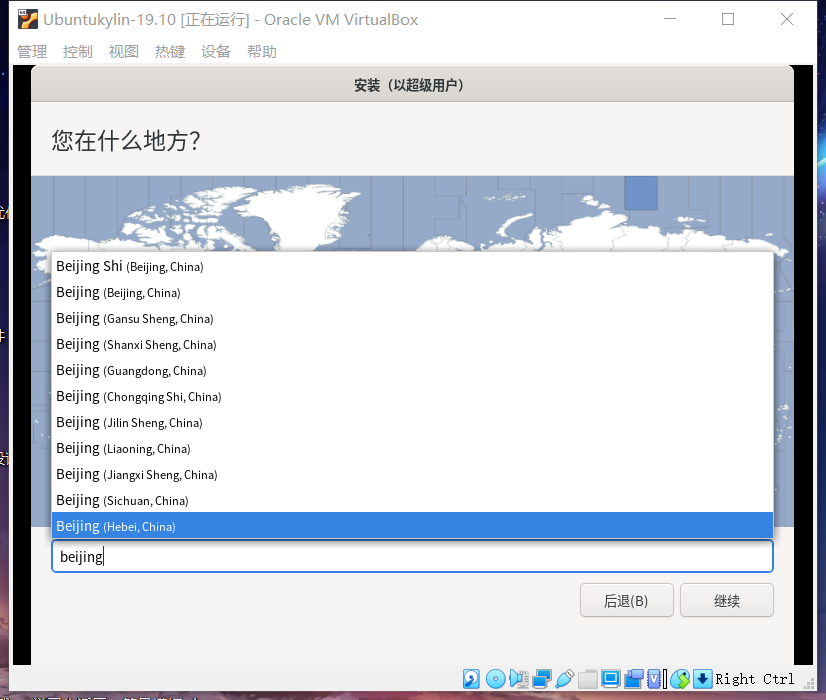 Ubuntukylin-19.10 [正在运行] - Oracle VM VirtualBox
管理 控制 视图 热键 设备 帮助
安装（以超级用户）
您在什么地方？
Beijing Shi (Beijing, China)
Beijing (Beijing, China)
Beijing (Gansu Sheng, China)
Beijing (Shanxi Sheng, China)
Beijing (Guangdong, China)
Beijing (Chongqing Shi, China)
Beijing (Jilin Sheng, China)
Beijing (Liaoning, China)
Beijing (Jiangxi Sheng, China)
Beijing (Sichuan, China)
Beijing (Hebei, China)
beijing
后退(B) 继续
Right Ctrl